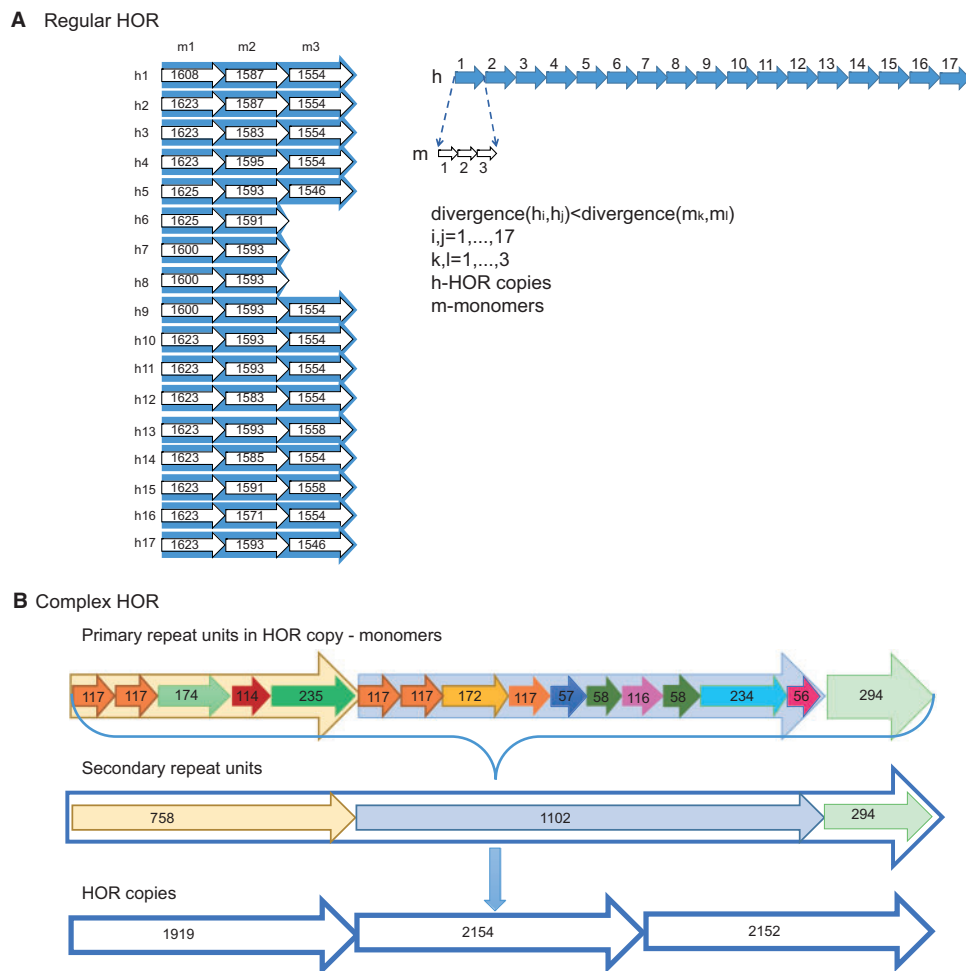 A Regular HOR
m1 m2 m3
h1 1608 1587 1554
h2 1623 1587 1554
h3 1623 1583 1554
h4 1623 1595 1554
h5 1625 1593 1546
h6 1625 1591
h7 1600 1593
h8 1600 1593
h9 1600 1593 1554
h10 1623 1593 1554
h11 1623 1593 1554
h12 1623 1583 1554
h13 1623 1593 1558
h14 1623 1585 1554
h15 1623 1591 1558
h16 1623 1571 1554
h17 1623 1593 1546
1 2 3 4 5 6 7 8 9 10 11 12 13 14 15 16 17
h
m
1 2 3
divergence(hi,hj)<divergence(mk,ml)
i,j=1,...,17
k,l=1,...,3
h-HOR copies
m-monomers
B Complex HOR
Primary repeat units in HOR copy - monomers
117 117 174 114 235 117 117 172 117 57 58 116 58 234 56 294
Secondary repeat units
758 1102 294
HOR copies
1919 2154 2152